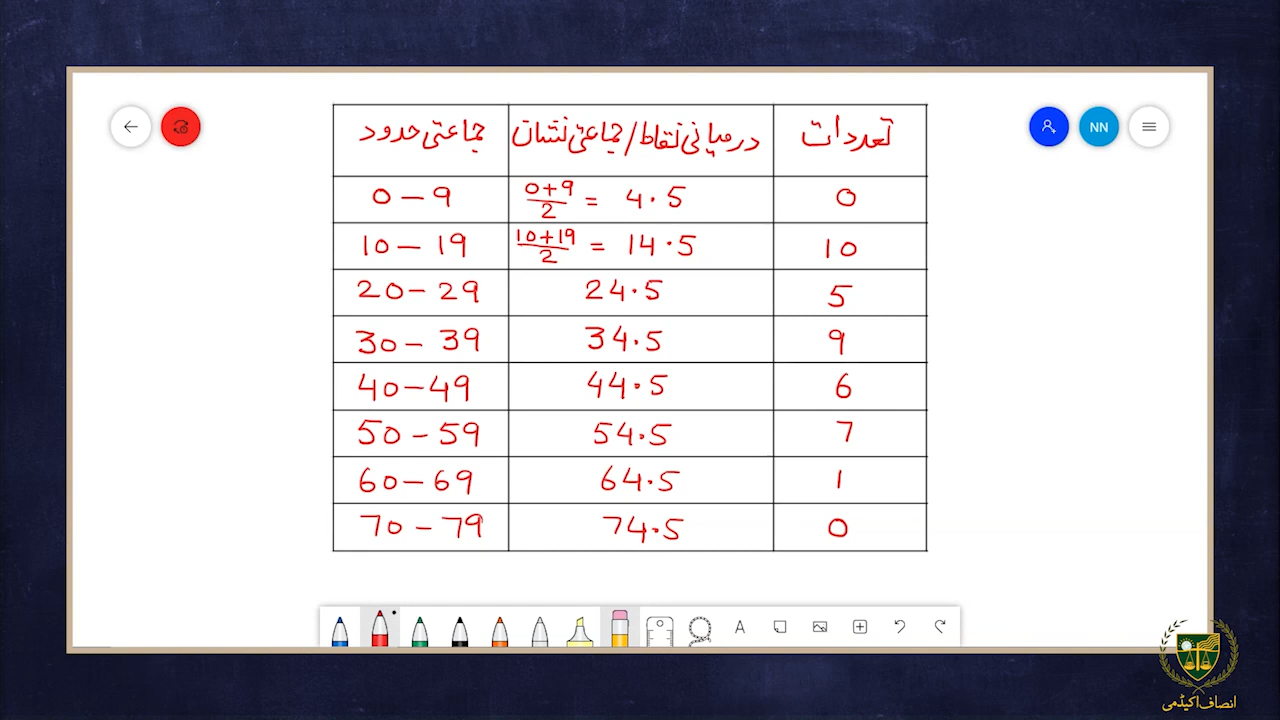 جماعتی حدود درمیانی نقاط/جماعتی نشان تعددات
0 – 9 0+9/2 = 4.5 0
10 – 19 10+19/2 = 14.5 10
20 – 29 24.5 5
30 – 39 34.5 9
40 – 49 44.5 6
50 – 59 54.5 7
60 – 69 64.5 1
70 – 79 74.5 0
NN
A
انصاف اکیڈمی